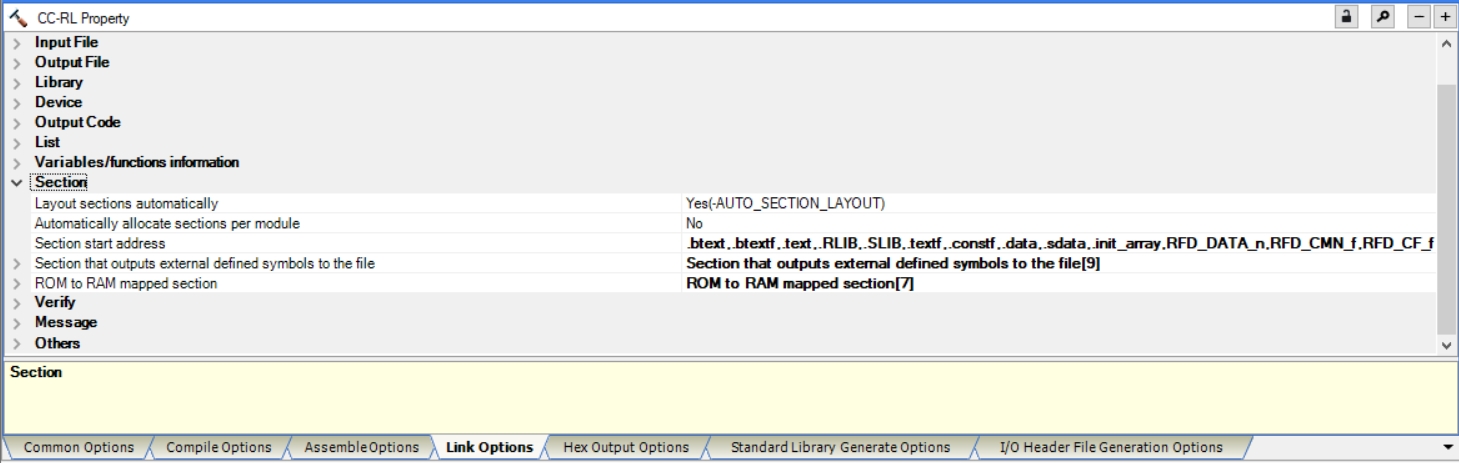 CC-RL Property
Input File
Output File
Library
Device
Output Code
List
Variables/functions information
Section
Layout sections automatically Yes(-AUTO_SECTION_LAYOUT)
Automatically allocate sections per module No
Section start address .btext,.btextf,.text,.RLIB,.SLIB,.textf,.constf,.data,.sdata,.init_array,RFD_DATA_n,RFD_CMN_f,RFD_CF_f
Section that outputs external defined symbols to the file Section that outputs external defined symbols to the file[9]
ROM to RAM mapped section ROM to RAM mapped section[7]
Verify
Message
Others
Section
Common Options Compile Options Assemble Options Link Options Hex Output Options Standard Library Generate Options I/O Header File Generation Options